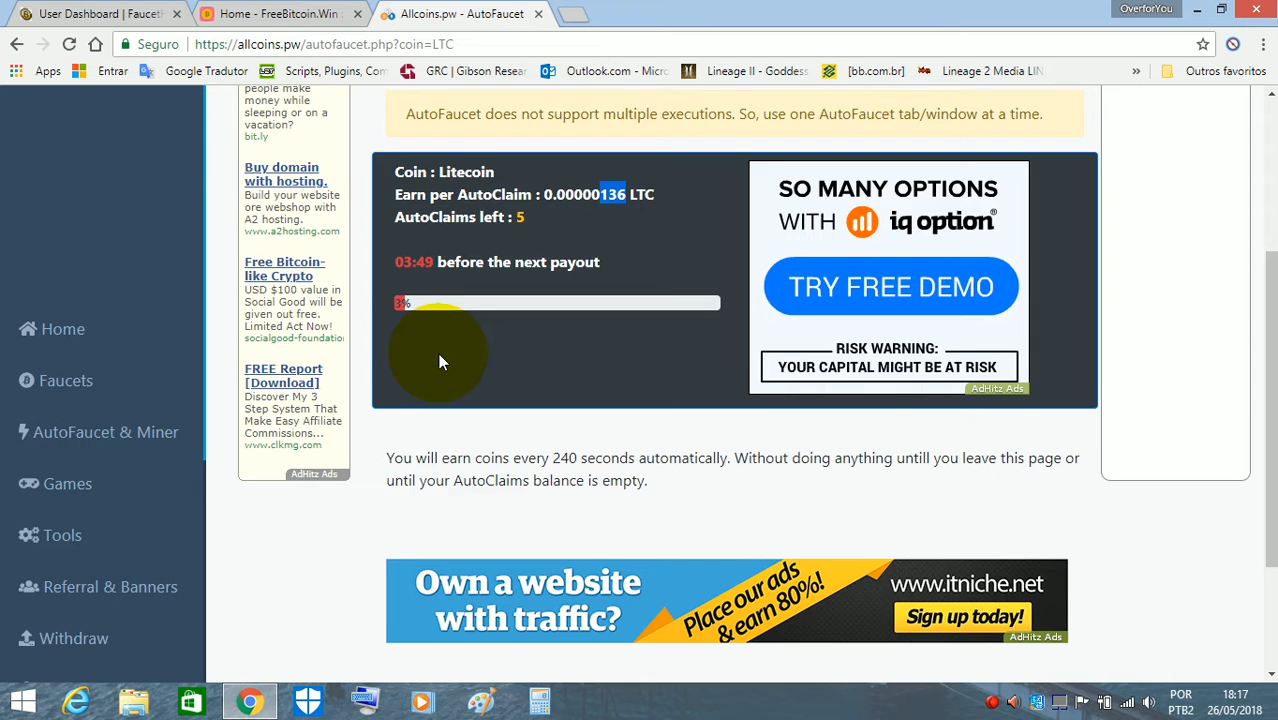 User Dashboard | FaucetH
Home - FreeBitcoin.Win
Allcoins.pw - AutoFaucet
OverforYou
Seguro
https://allcoins.pw/autofaucet.php?coin=LTC
Apps
Entrar
Google Tradutor
Scripts, Plugins, Com
GRC | Gibson Resea
Outlook.com - Micro
Lineage II - Goddess
[bb.com.br]
Lineage 2 Media LIN
»
Outros favoritos
people make
money while
sleeping or on a
vacation?
bit.ly
Buy domain
with hosting.
Build your website
ore webshop with
A2 hosting.
www.a2hosting.com
Free Bitcoin-
like Crypto
USD $100 value in
Social Good will be
given out free.
Limited Act Now!
socialgood-foundation
FREE Report
[Download]
Discover My 3
Step System That
Make Easy Affiliate
Commissions...
www.clkmg.com
AdHitz Ads
Home
Faucets
AutoFaucet & Miner
Games
Tools
Referral & Banners
Withdraw
AutoFaucet does not support multiple executions. So, use one AutoFaucet tab/window at a time.
Coin : Litecoin
Earn per AutoClaim : 0.00000136 LTC
AutoClaims left : 5
03:49 before the next payout
3%
SO MANY OPTIONS
WITH iq option®
TRY FREE DEMO
RISK WARNING:
YOUR CAPITAL MIGHT BE AT RISK
AdHitz Ads
You will earn coins every 240 seconds automatically. Without doing anything untill you leave this page or
until your AutoClaims balance is empty.
Own a website
with traffic?
Place our ads
& earn 80%!
www.itniche.net
Sign up today!
AdHitz Ads
POR
PTB2
18:17
26/05/2018